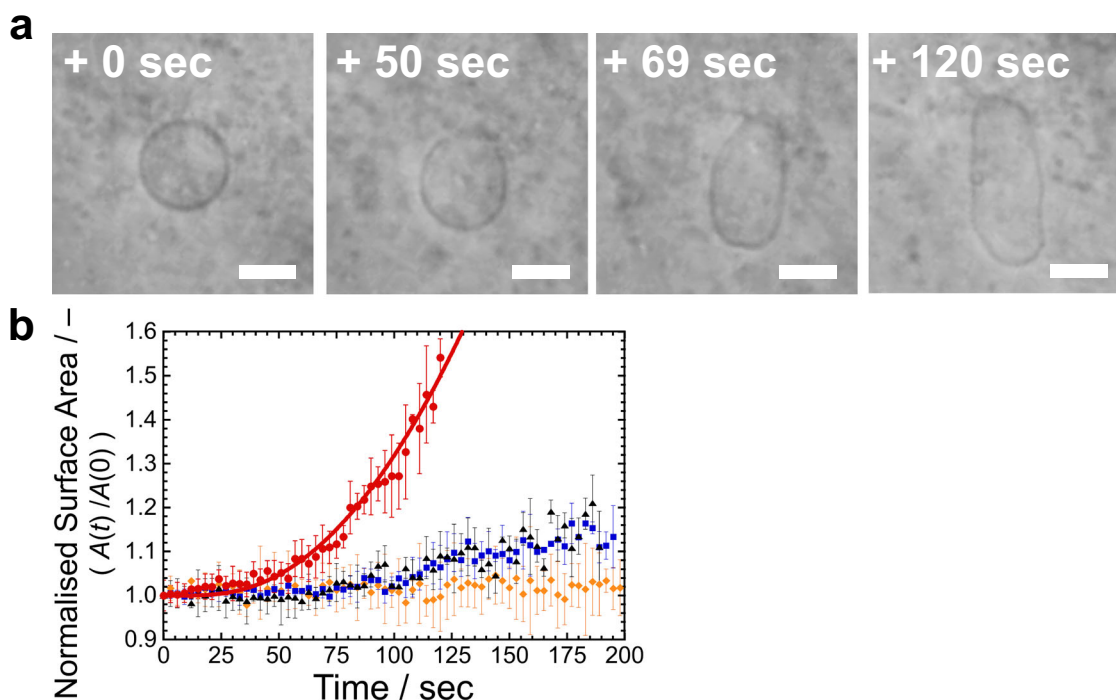 a
+ 0 sec
+ 50 sec
+ 69 sec
+ 120 sec
b
Normalised Surface Area / –
( A(t) /A(0) )
1.6
1.5
1.4
1.3
1.2
1.1
1.0
0.9
0
25
50
75
100
125
150
175
200
Time / sec